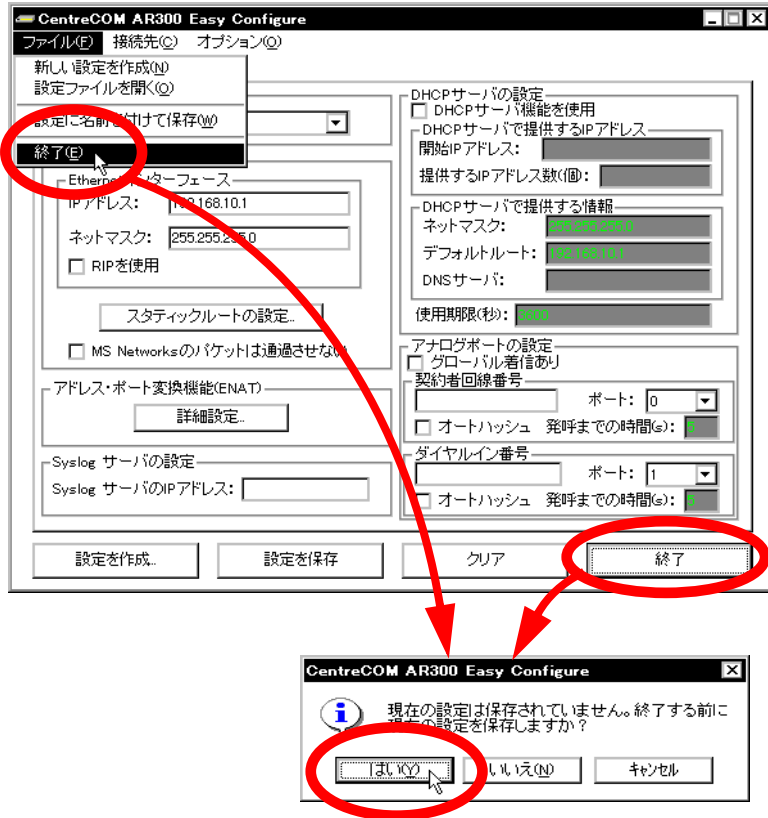 CentreCOM AR300 Easy Configure
ファイル(F) 接続先(C) オプション(O)
新しい設定を作成(N)
設定ファイルを開く(O)
設定に名前を付けて保存(W)
終了(E)
Ethernetインターフェース
IPアドレス: 192.168.10.1
ネットマスク: 255.255.255.0
RIPを使用
スタティックルートの設定...
MS Networksのパケットは通過させない
アドレス・ポート変換機能(ENAT)
詳細設定...
Syslog サーバの設定
Syslog サーバのIPアドレス:
DHCPサーバの設定
DHCPサーバ機能を使用
DHCPサーバで提供するIPアドレス
開始IPアドレス:
提供するIPアドレス数(個):
DHCPサーバで提供する情報
ネットマスク: 255.255.255.0
デフォルトルート: 192.168.10.1
DNSサーバ:
使用期限(秒): 3600
アナログポートの設定
グローバル着信あり
契約者回線番号
ポート: 0
オートハッシュ 発呼までの時間(s): 5
ダイヤルイン番号
ポート: 1
オートハッシュ 発呼までの時間(s): 5
設定を作成... 設定を保存 クリア 終了
CentreCOM AR300 Easy Configure
現在の設定は保存されていません。終了する前に
現在の設定を保存しますか?
はい(Y) いいえ(N) キャンセル